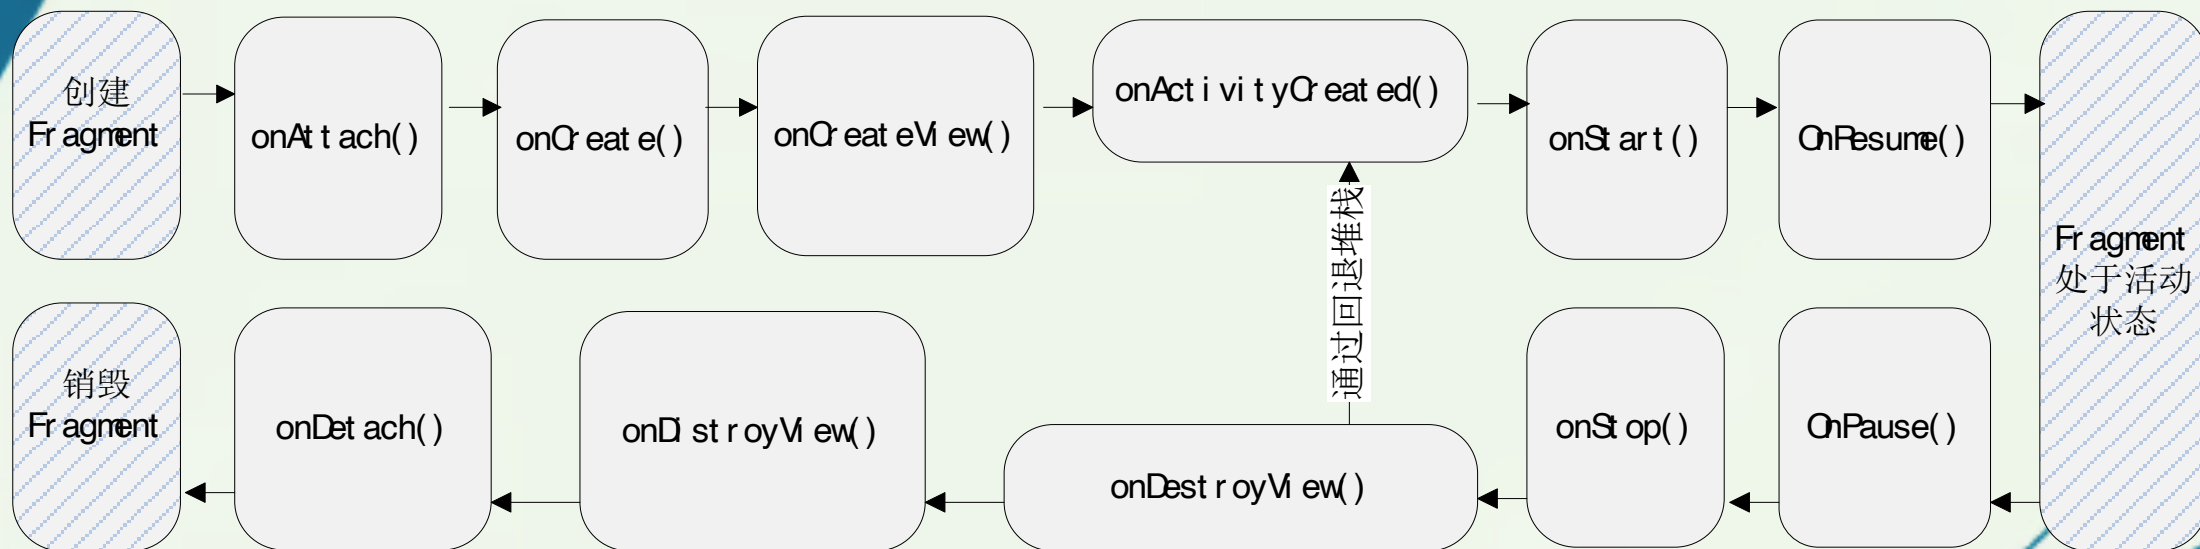 创建
Fragment
onAttach()
onCreate()
onCreateView()
onActivityCreated()
onStart()
OnResume()
Fragment
处于活动
状态
通过回退堆栈
销毁
Fragment
onDetach()
onDistroyView()
onDestroyView()
onStop()
OnPause()